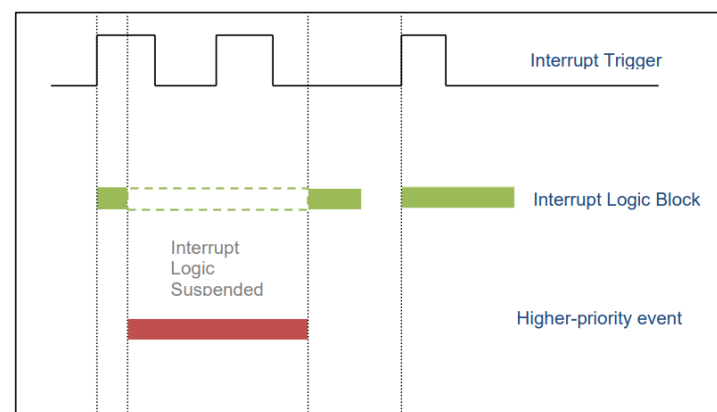 Interrupt Trigger
Interrupt Logic Block
Interrupt
Logic
Suspended
Higher-priority event